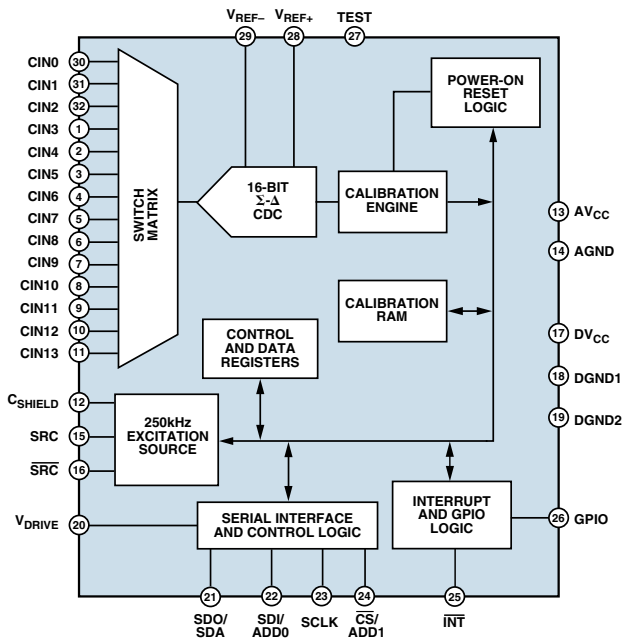 VREF– VREF+ TEST
29 28 27
CIN0 30
CIN1 31
CIN2 32
CIN3 1
CIN4 2
CIN5 3
CIN6 4
CIN7 5
CIN8 6
CIN9 7
CIN10 8
CIN11 9
CIN12 10
CIN13 11
SWITCH
MATRIX
16-BIT
Σ-Δ
CDC
CALIBRATION
ENGINE
POWER-ON
RESET
LOGIC
CALIBRATION
RAM
CONTROL
AND DATA
REGISTERS
13 AVCC
14 AGND
17 DVCC
18 DGND1
19 DGND2
CSHIELD 12
SRC 15
S̅R̅C̅ 16
250kHz
EXCITATION
SOURCE
VDRIVE 20
SERIAL INTERFACE
AND CONTROL LOGIC
INTERRUPT
AND GPIO
LOGIC
26 GPIO
21 22 23 24 25
SDO/
SDA
SDI/
ADD0
SCLK
C̅S̅/
ADD1
I̅N̅T̅